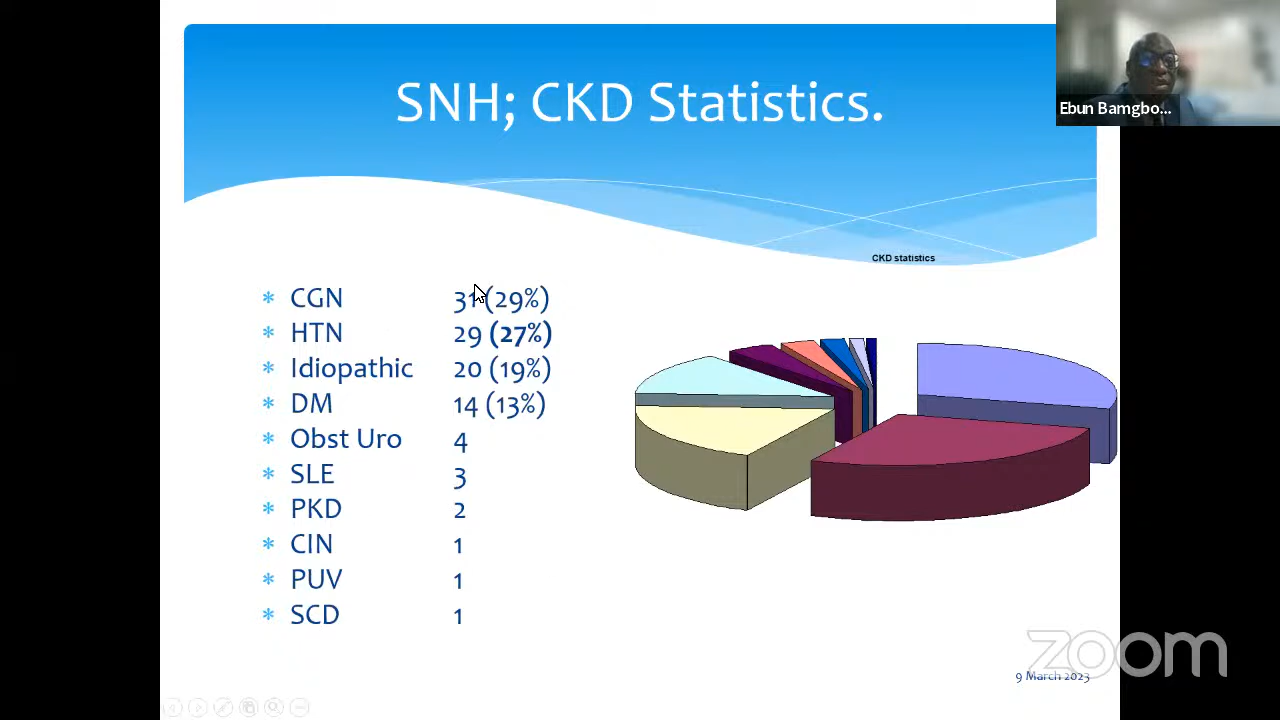 SNH; CKD Statistics.
Ebun Bamgbo...
CKD statistics
* CGN 31 (29%)
* HTN 29 (27%)
* Idiopathic 20 (19%)
* DM 14 (13%)
* Obst Uro 4
* SLE 3
* PKD 2
* CIN 1
* PUV 1
* SCD 1
zoom
9 March 2023